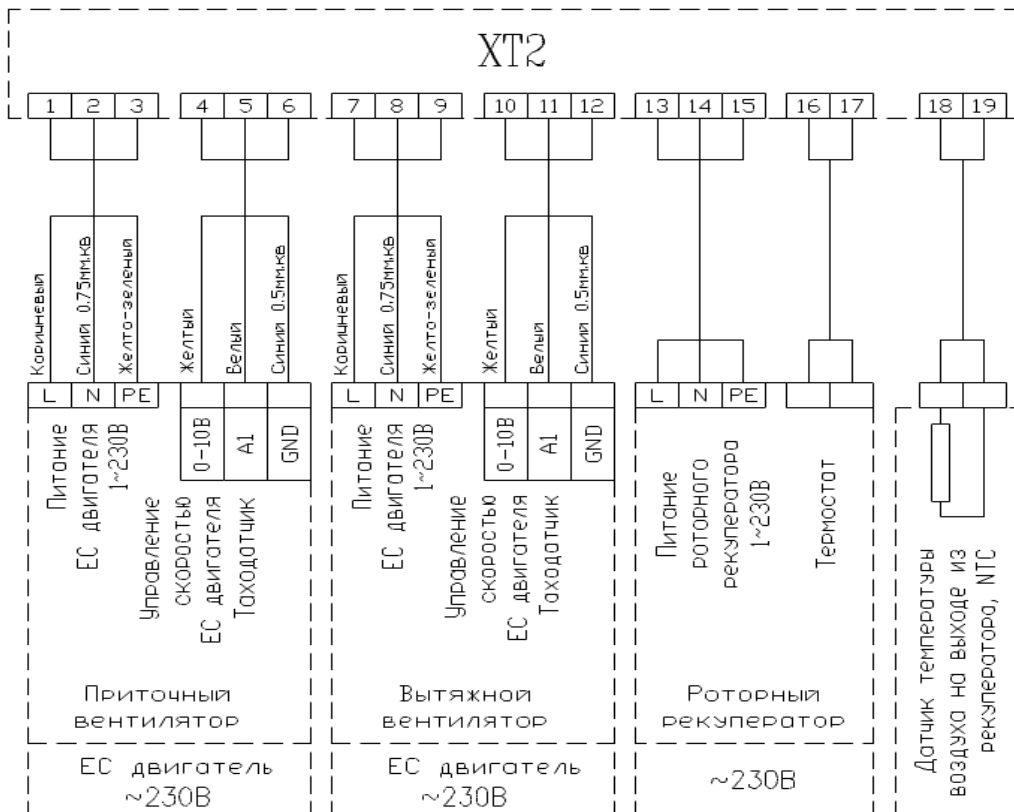 XT2
1 2 3 4 5 6 7 8 9 10 11 12 13 14 15 16 17 18 19
Коричневый
Синий 0.75мм.кв
Желто-зеленый
Желтый
Белый
Синий 0.5мм.кв
Коричневый
Синий 0.75мм.кв
Желто-зеленый
Желтый
Белый
Синий 0.5мм.кв
L N PE
0-10В
A1
GND
Питание
ЕС двигателя
1~230В
Управление
скоростью
ЕС двигателя
Таходатчик
Приточный
вентилятор
ЕС двигатель
~230В
L N PE
0-10В
A1
GND
Питание
ЕС двигателя
1~230В
Управление
скоростью
ЕС двигателя
Таходатчик
Вытяжной
вентилятор
ЕС двигатель
~230В
L N PE
Питание
роторного
рекуператора
1~230В
Термостат
Роторный
рекуператор
~230В
Датчик температуры
воздуха на выходе из
рекуператора, NTC